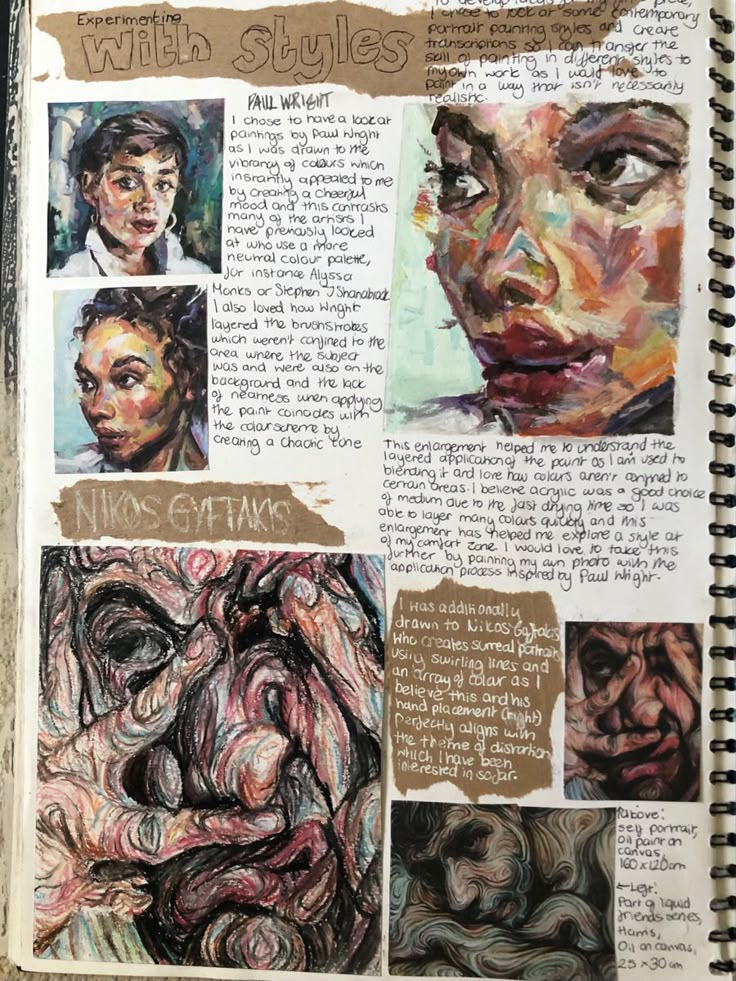 Experimenting
with styles
I chose to look at some contemporary
portrait painting styles and create
transcriptions so I can transfer the
skill of painting in different styles to
my own work as I would love to
paint in a way that isn't necessarily
realistic.
PAUL WRIGHT
I chose to have a look at
paintings by Paul Wright
as I was drawn to the
vibrancy of colours which
instantly appealed to me
by creating a cheerful
mood and this contrasts
many of the artists I
have previously looked
at who use a more
neutral colour palette,
for instance Alyssa
Monks or Stephen J Shanabrook.
I also loved how Wright
layered the brushstrokes
which weren't confined to the
area where the subject
was and were also on the
background and the lack
of neatness when applying
the paint coincides with
the colour scheme by
creating a chaotic tone
This enlargement helped me to understand the
layered application of the paint as I am used to
blending it and love how colours aren't confined to
certain areas. I believe acrylic was a good choice
of medium due to the fast drying time so I was
able to layer many colours quickly and this
enlargement has helped me explore a style out
of my comfort zone. I would love to take this
further by painting my own photo with the
application process inspired by Paul Wright.
NIKOS GYFTAKIS
I was additionally
drawn to Nikos Gyftakis
who creates surreal portraits
using swirling lines and
an array of colour as I
believe this and his
hand placement (right)
perfectly aligns with
the theme of distortion
which I have been
interested in so far.
Above:
self portrait,
oil paint on
canvas,
160x120cm
←Left:
Part of liquid
friends series,
Harris,
Oil on canvas,
25 x 30 cm